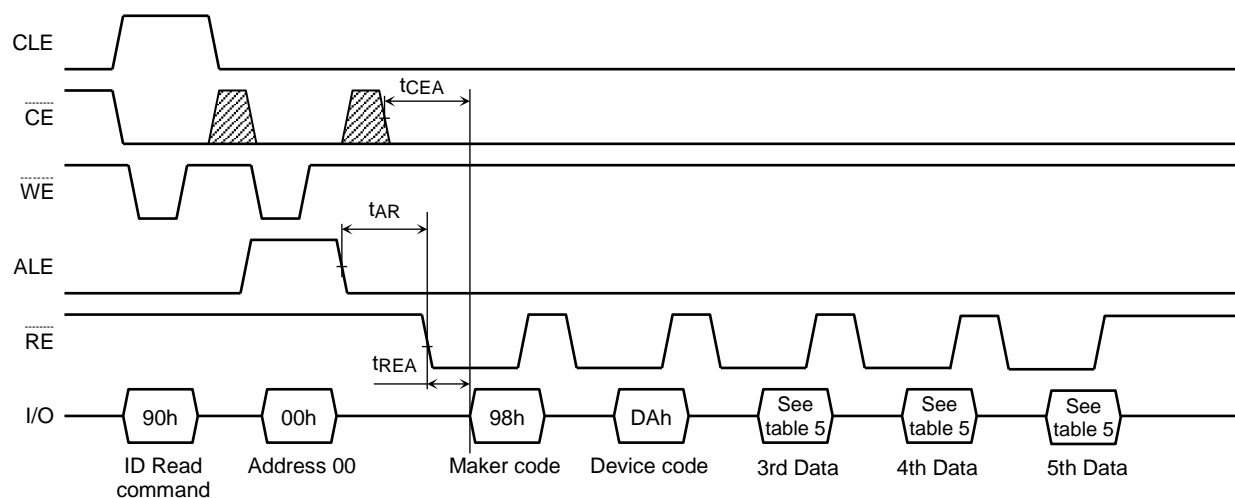 CLE
tCEA
CE
WE
tAR
ALE
RE
tREA
I/O
90h
00h
98h
DAh
See
table 5
See
table 5
See
table 5
ID Read
command
Address 00
Maker code
Device code
3rd Data
4th Data
5th Data